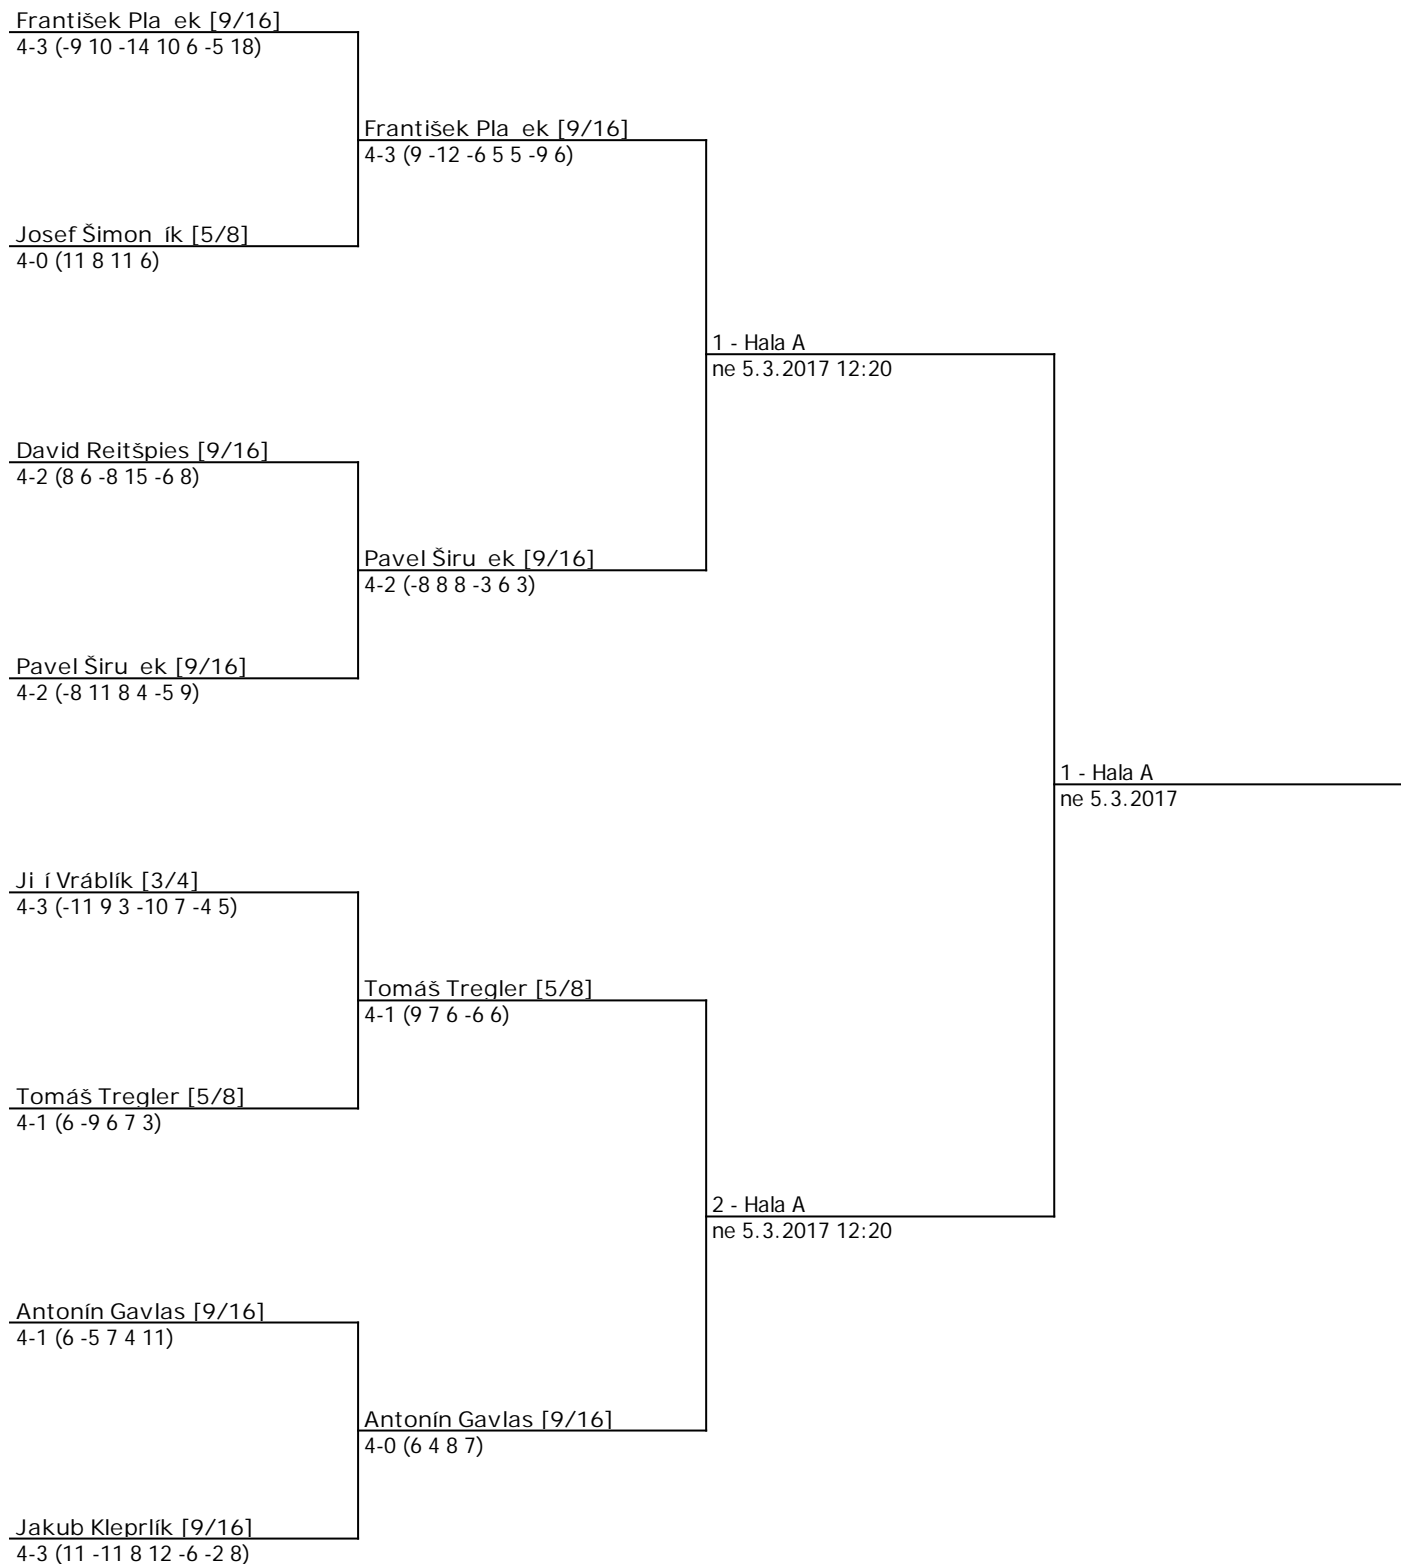 František Pla ek [9/16]
4-3 (-9 10 -14 10 6 -5 18)
František Pla ek [9/16]
4-3 (9 -12 -6 5 5 -9 6)
Josef Šimon ík [5/8]
4-0 (11 8 11 6)
1 - Hala A
ne 5.3.2017 12:20
David Reitšpies [9/16]
4-2 (8 6 -8 15 -6 8)
Pavel Širu ek [9/16]
4-2 (-8 8 8 -3 6 3)
Pavel Širu ek [9/16]
4-2 (-8 11 8 4 -5 9)
1 - Hala A
ne 5.3.2017
Ji í Vráblík [3/4]
4-3 (-11 9 3 -10 7 -4 5)
Tomáš Tregler [5/8]
4-1 (9 7 6 -6 6)
Tomáš Tregler [5/8]
4-1 (6 -9 6 7 3)
2 - Hala A
ne 5.3.2017 12:20
Antonín Gavlas [9/16]
4-1 (6 -5 7 4 11)
Antonín Gavlas [9/16]
4-0 (6 4 8 7)
Jakub Kleprlík [9/16]
4-3 (11 -11 8 12 -6 -2 8)